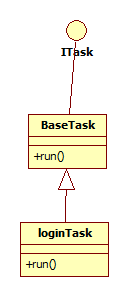 ITask
BaseTask
+run()
loginTask
+run()